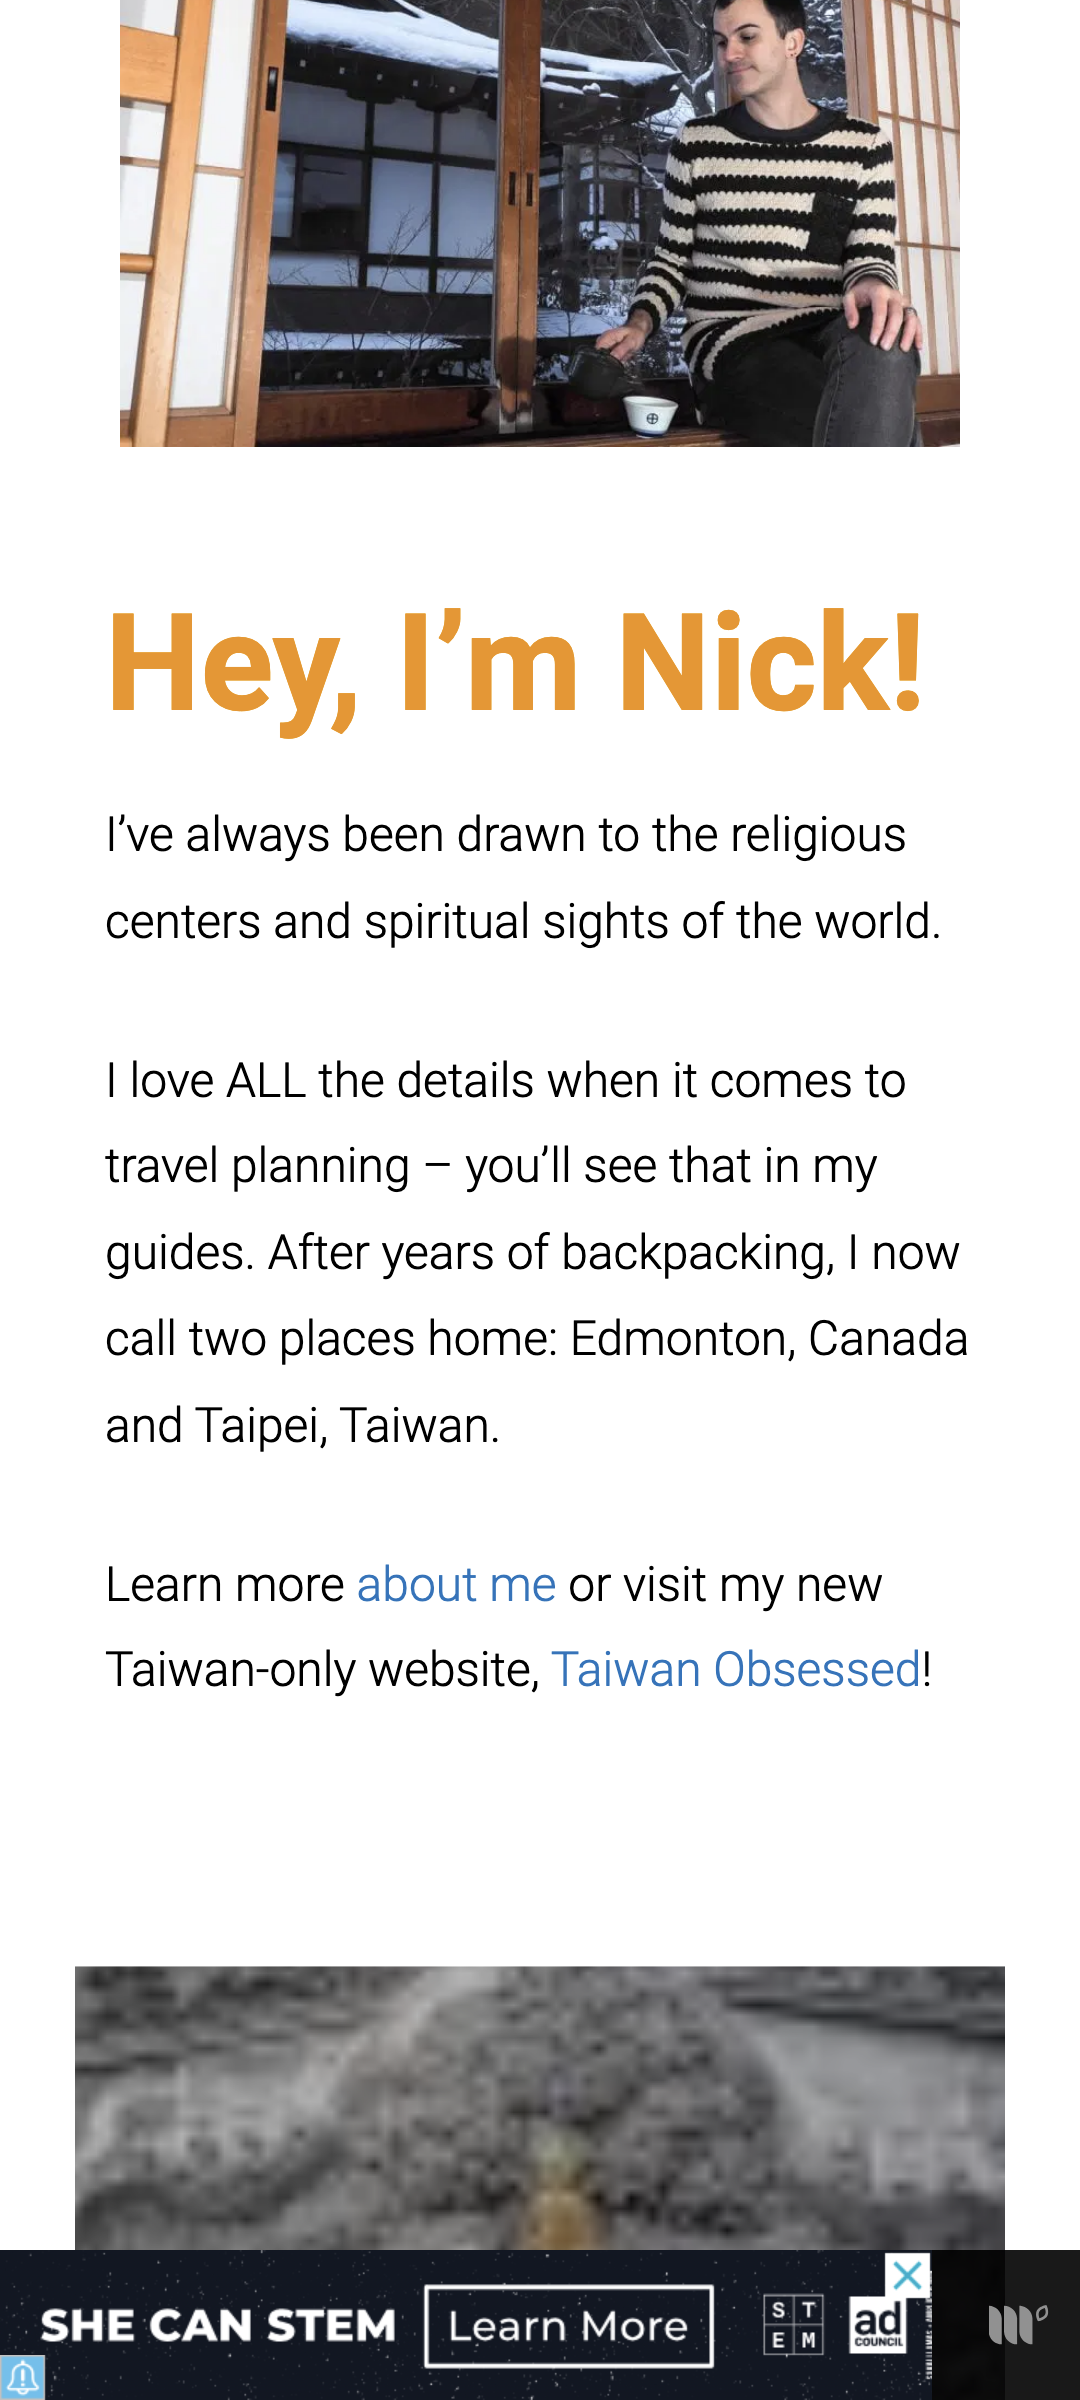 Hey, I’m Nick!
I’ve always been drawn to the religious
centers and spiritual sights of the world.
I love ALL the details when it comes to
travel planning – you’ll see that in my
guides. After years of backpacking, I now
call two places home: Edmonton, Canada
and Taipei, Taiwan.
Learn more about me or visit my new
Taiwan-only website, Taiwan Obsessed!
SHE CAN STEM
Learn More
ST
EM
ad
COUNCIL